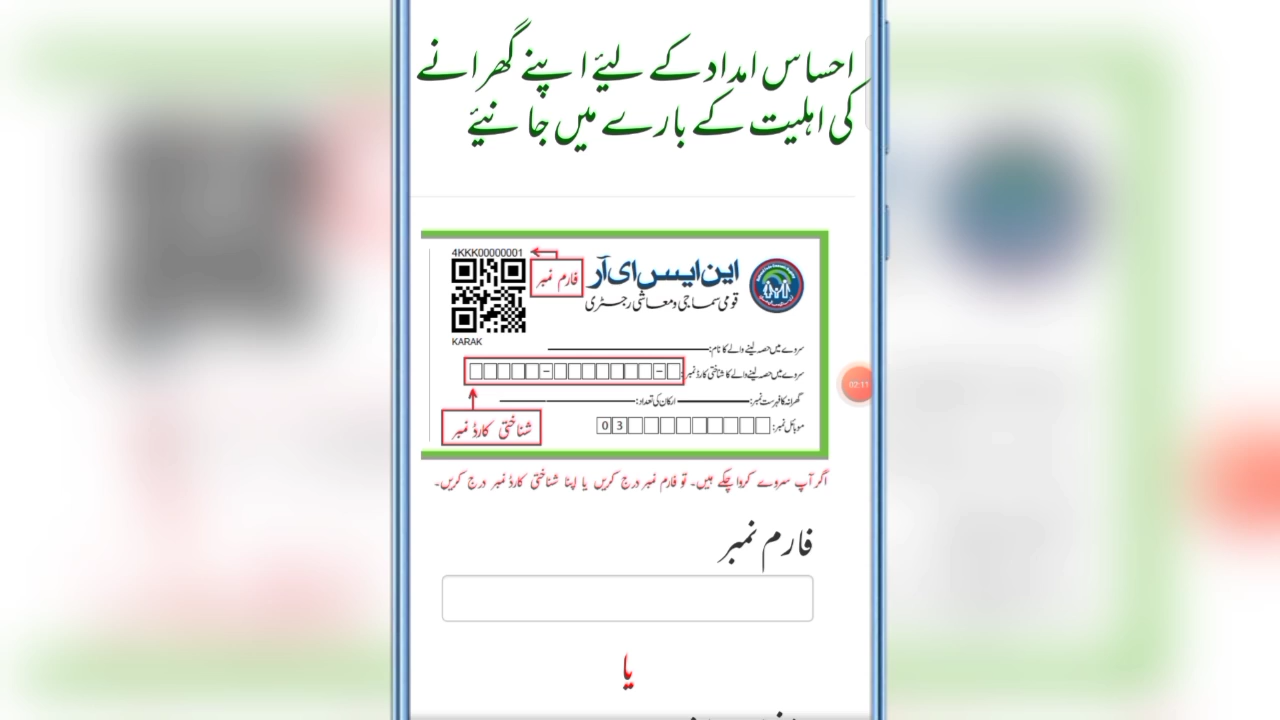 احساس امداد کے لیئے اپنے گھرانے
کی اہلیت کے بارے میں جانیئے
4KKK00000001
فارم نمبر
این ایس ای آر
قومی سماجی و معاشی رجسٹری
KARAK
سروے میں حصہ لینے والے کا نام:
سروے میں حصہ لینے والے کا شناختی کارڈ نمبر:
گھرانہ کا فہرست نمبر: ارکان کی تعداد:
شناختی کارڈ نمبر
موبائل نمبر: 03
02:11
اگر آپ سروے کروا چکے ہیں۔ تو فارم نمبر درج کریں یا اپنا شناختی کارڈ نمبر درج کریں۔
فارم نمبر
یا